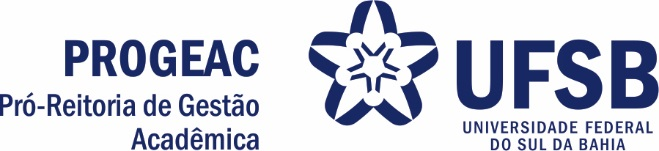 PROGEAC
Pró-Reitoria de Gestão
Acadêmica
UFSB
UNIVERSIDADE FEDERAL
DO SUL DA BAHIA